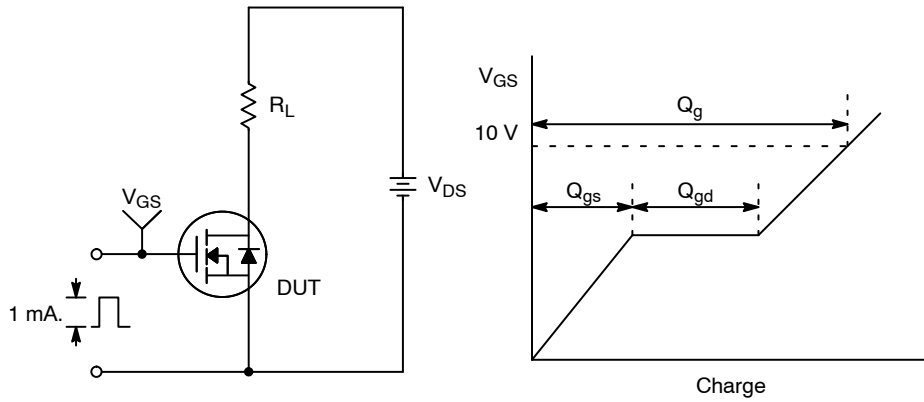 R_L
V_GS
V_DS
DUT
1 mA.
V_GS
Q_g
10 V
Q_gs
Q_gd
Charge